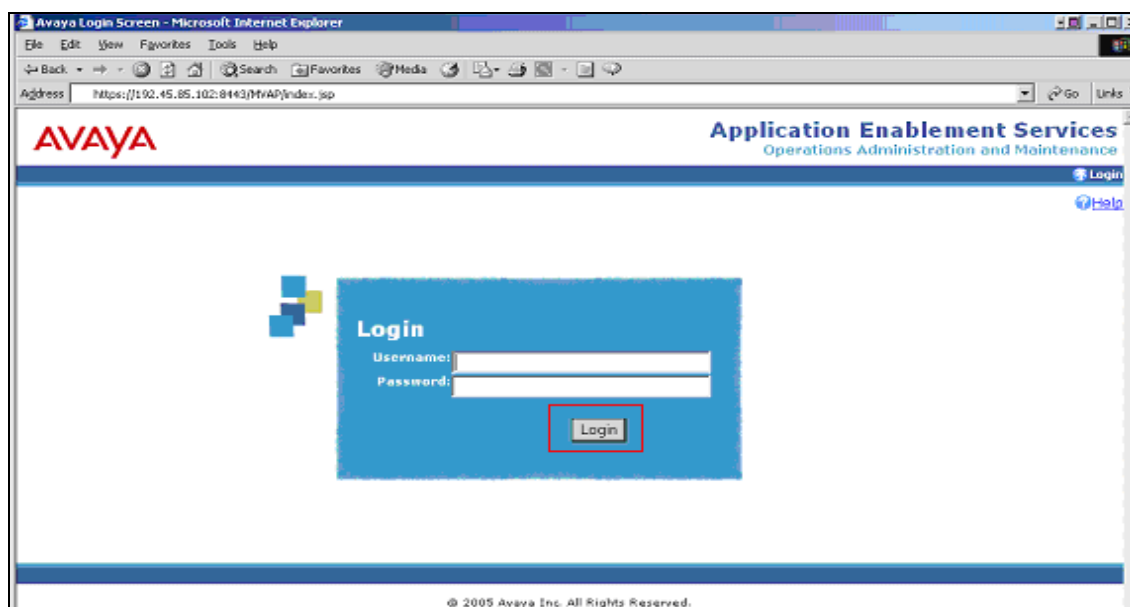 Avaya Login Screen - Microsoft Internet Explorer
File Edit View Favorites Tools Help
Back Search Favorites Media
Address https://192.45.85.102:8443/MVAP/index.jsp Go Links
AVAYA
Application Enablement Services
Operations Administration and Maintenance
Login
Help
Login
Username:
Password:
Login
© 2005 Avaya Inc. All Rights Reserved.